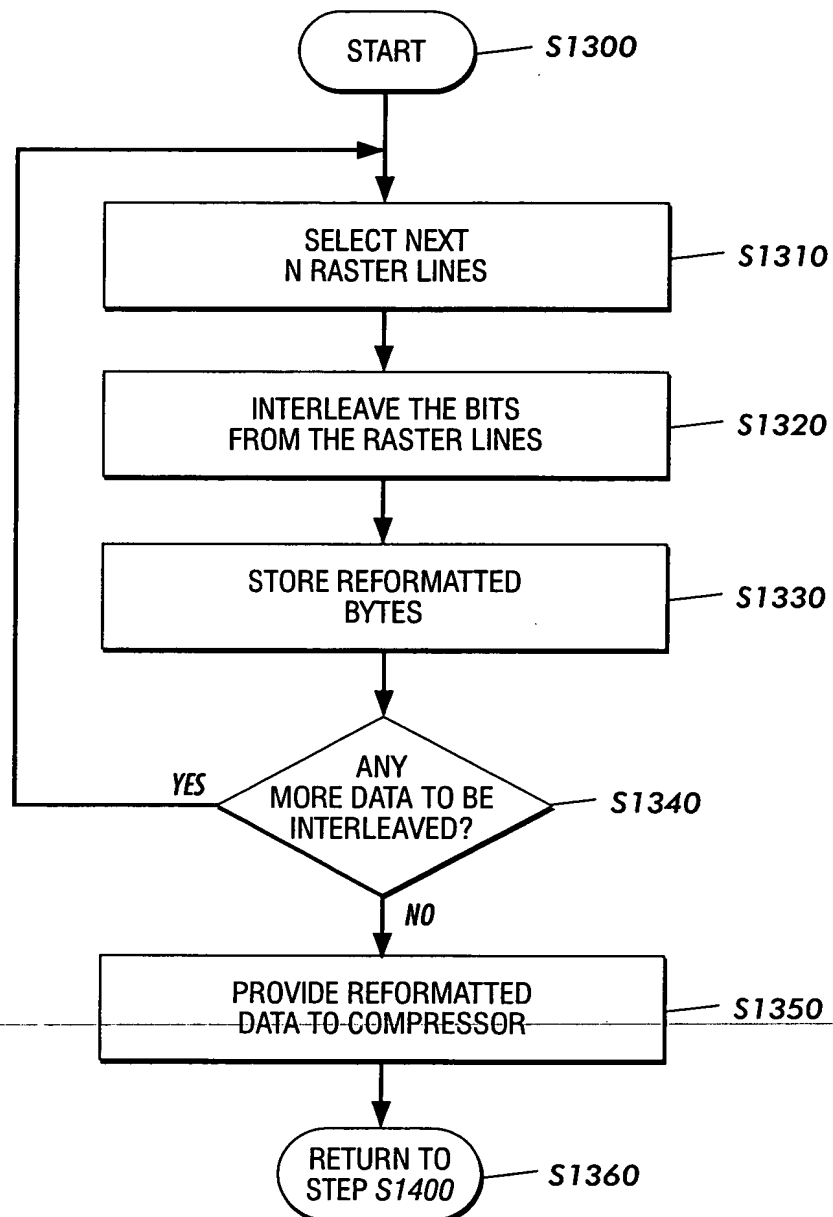 START
S1300
SELECT NEXT
N RASTER LINES
S1310
INTERLEAVE THE BITS
FROM THE RASTER LINES
S1320
STORE REFORMATTED
BYTES
S1330
ANY
MORE DATA TO BE
INTERLEAVED?
YES
S1340
NO
PROVIDE REFORMATTED
DATA TO COMPRESSOR
S1350
RETURN TO
STEP S1400
S1360